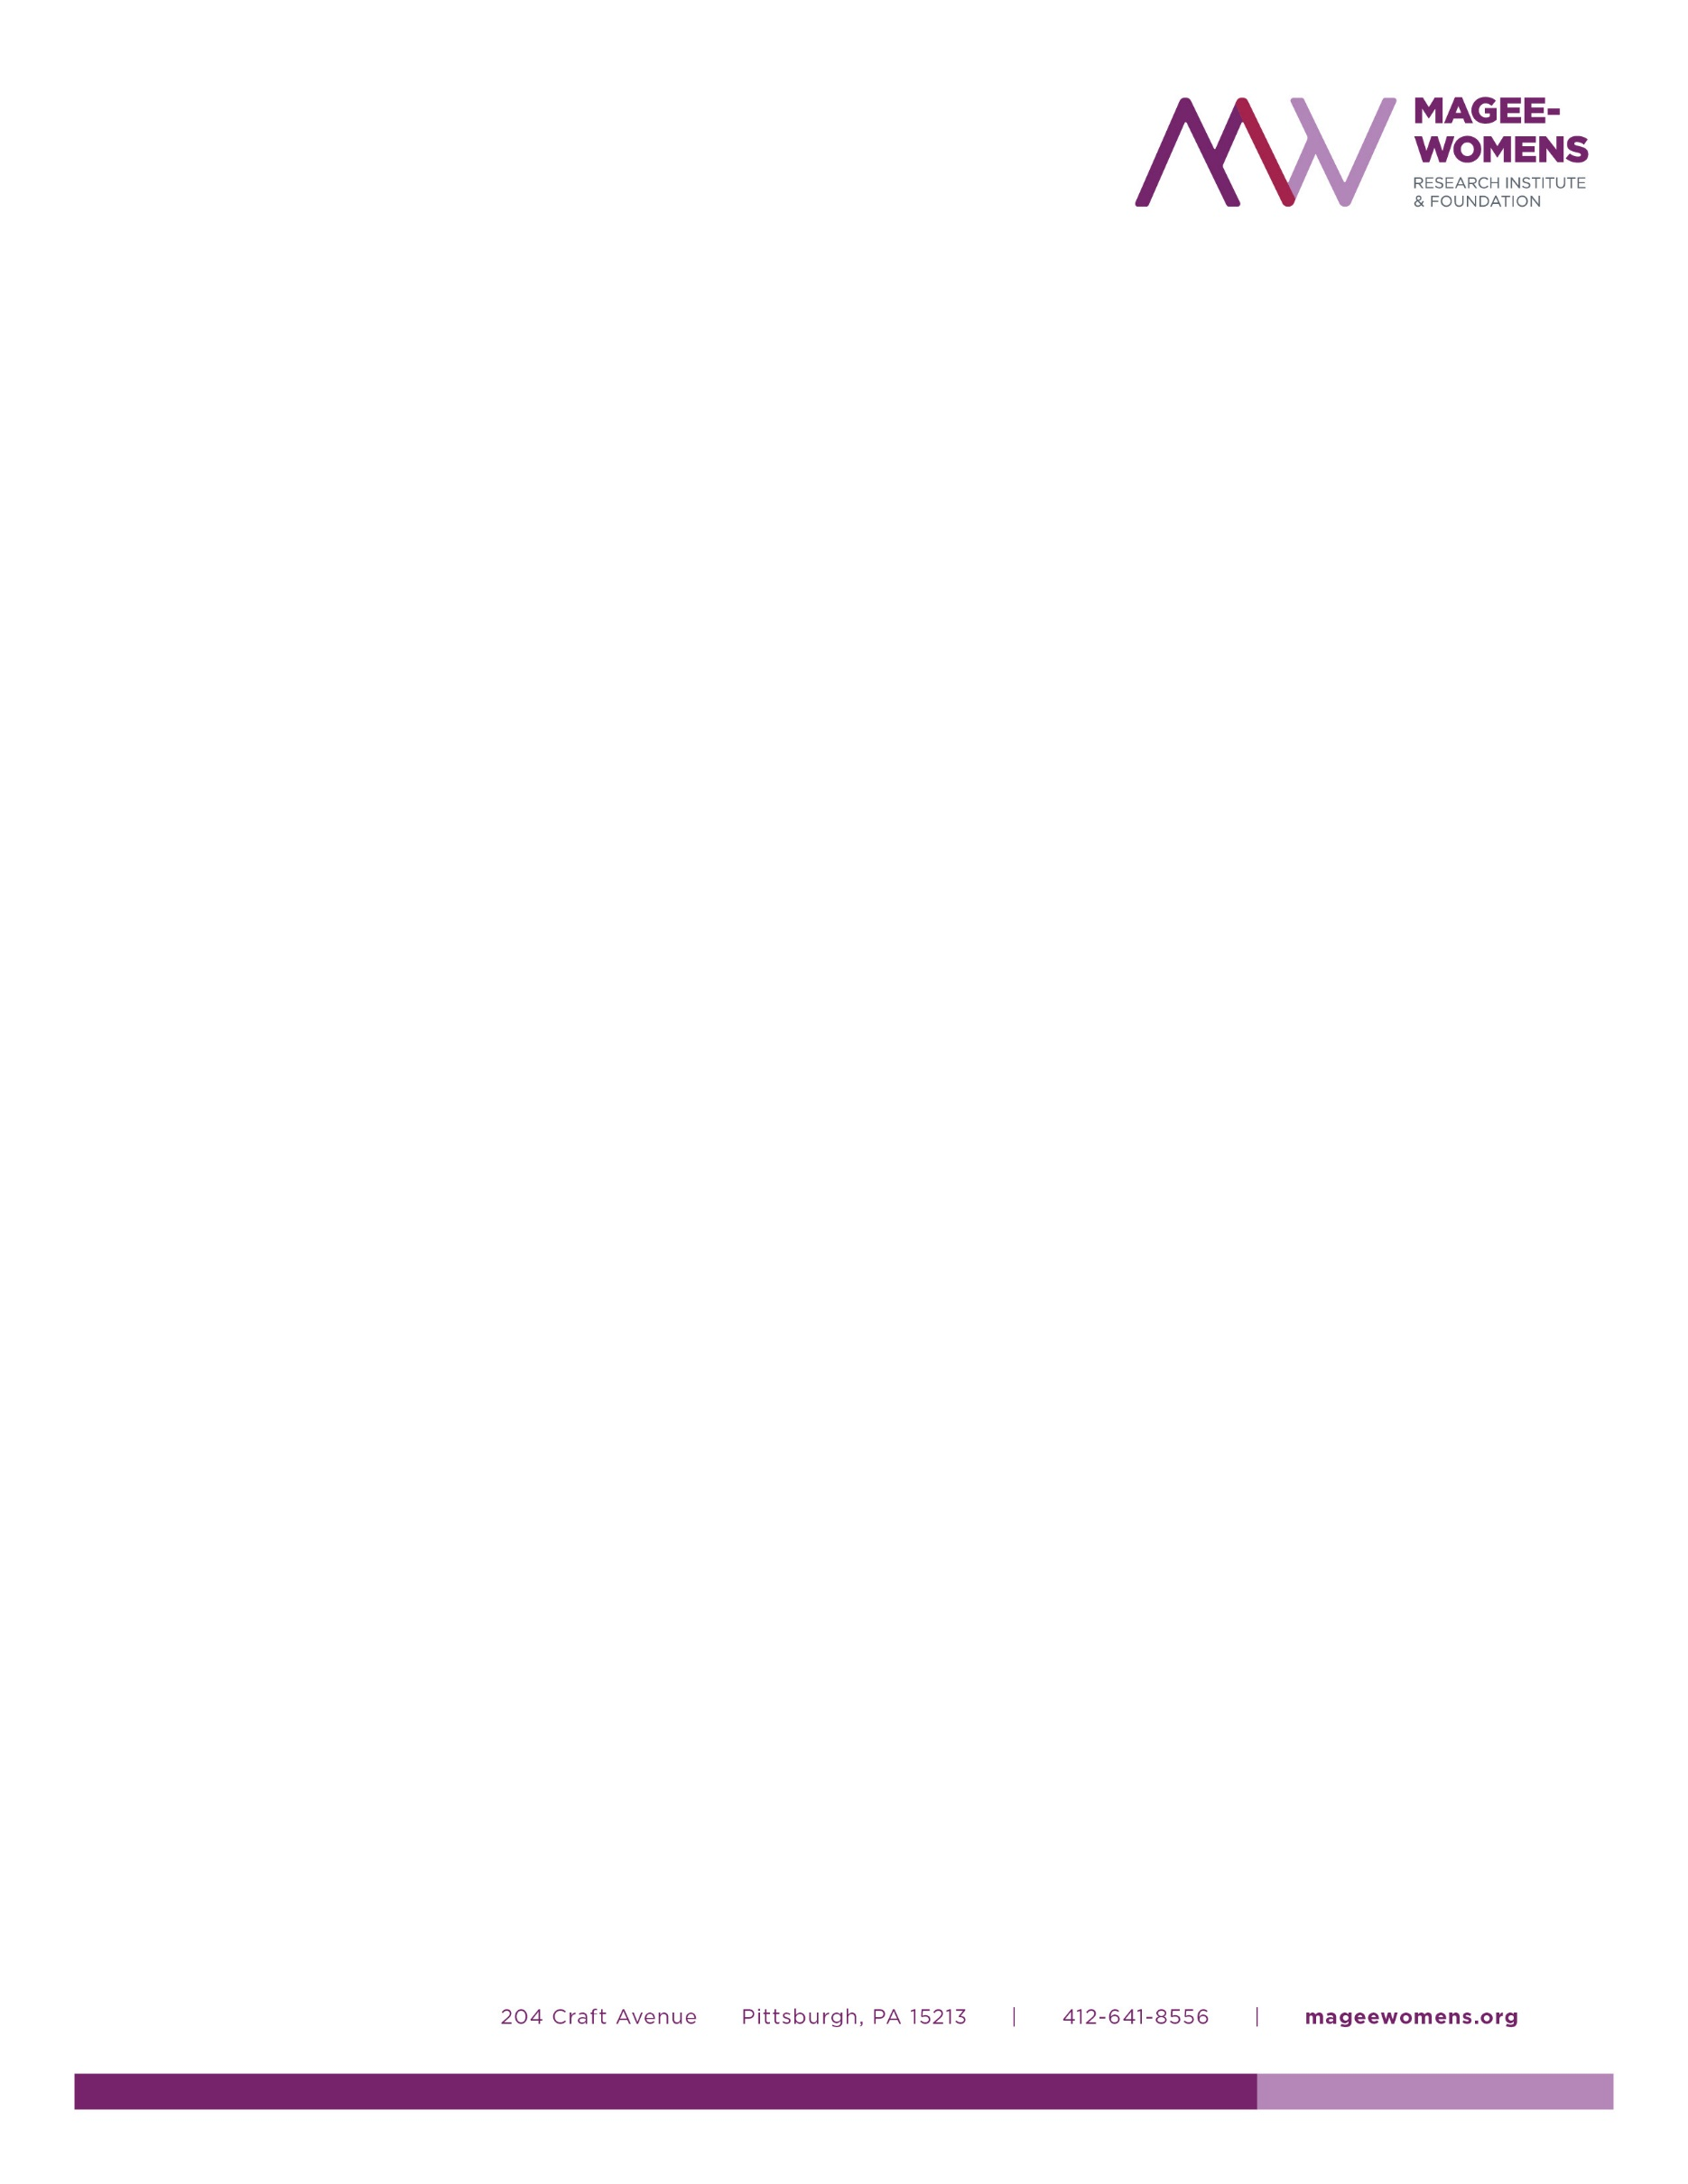 MAGEE-
WOMENS
RESEARCH INSTITUTE
& FOUNDATION
204 Craft Avenue Pittsburgh, PA 15213 | 412-641-8556 | mageewomens.org